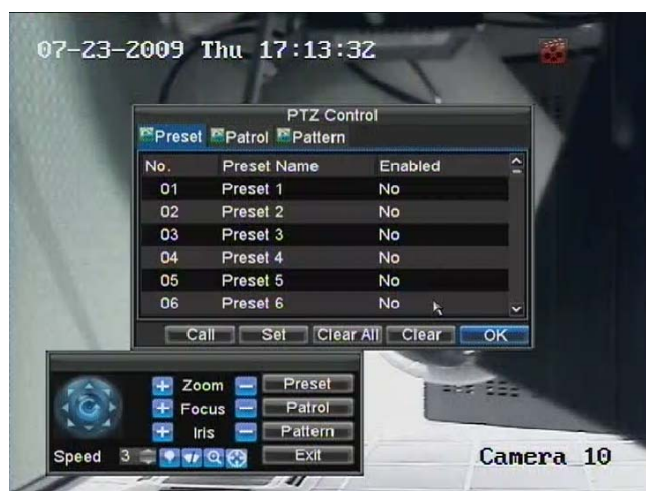 07-23-2009 Thu 17:13:32
PTZ Control
Preset Patrol Pattern
No. Preset Name Enabled
01 Preset 1 No
02 Preset 2 No
03 Preset 3 No
04 Preset 4 No
05 Preset 5 No
06 Preset 6 No
Call Set Clear All Clear OK
Zoom Preset
Focus Patrol
Iris Pattern
Speed 3 Exit
Camera 10